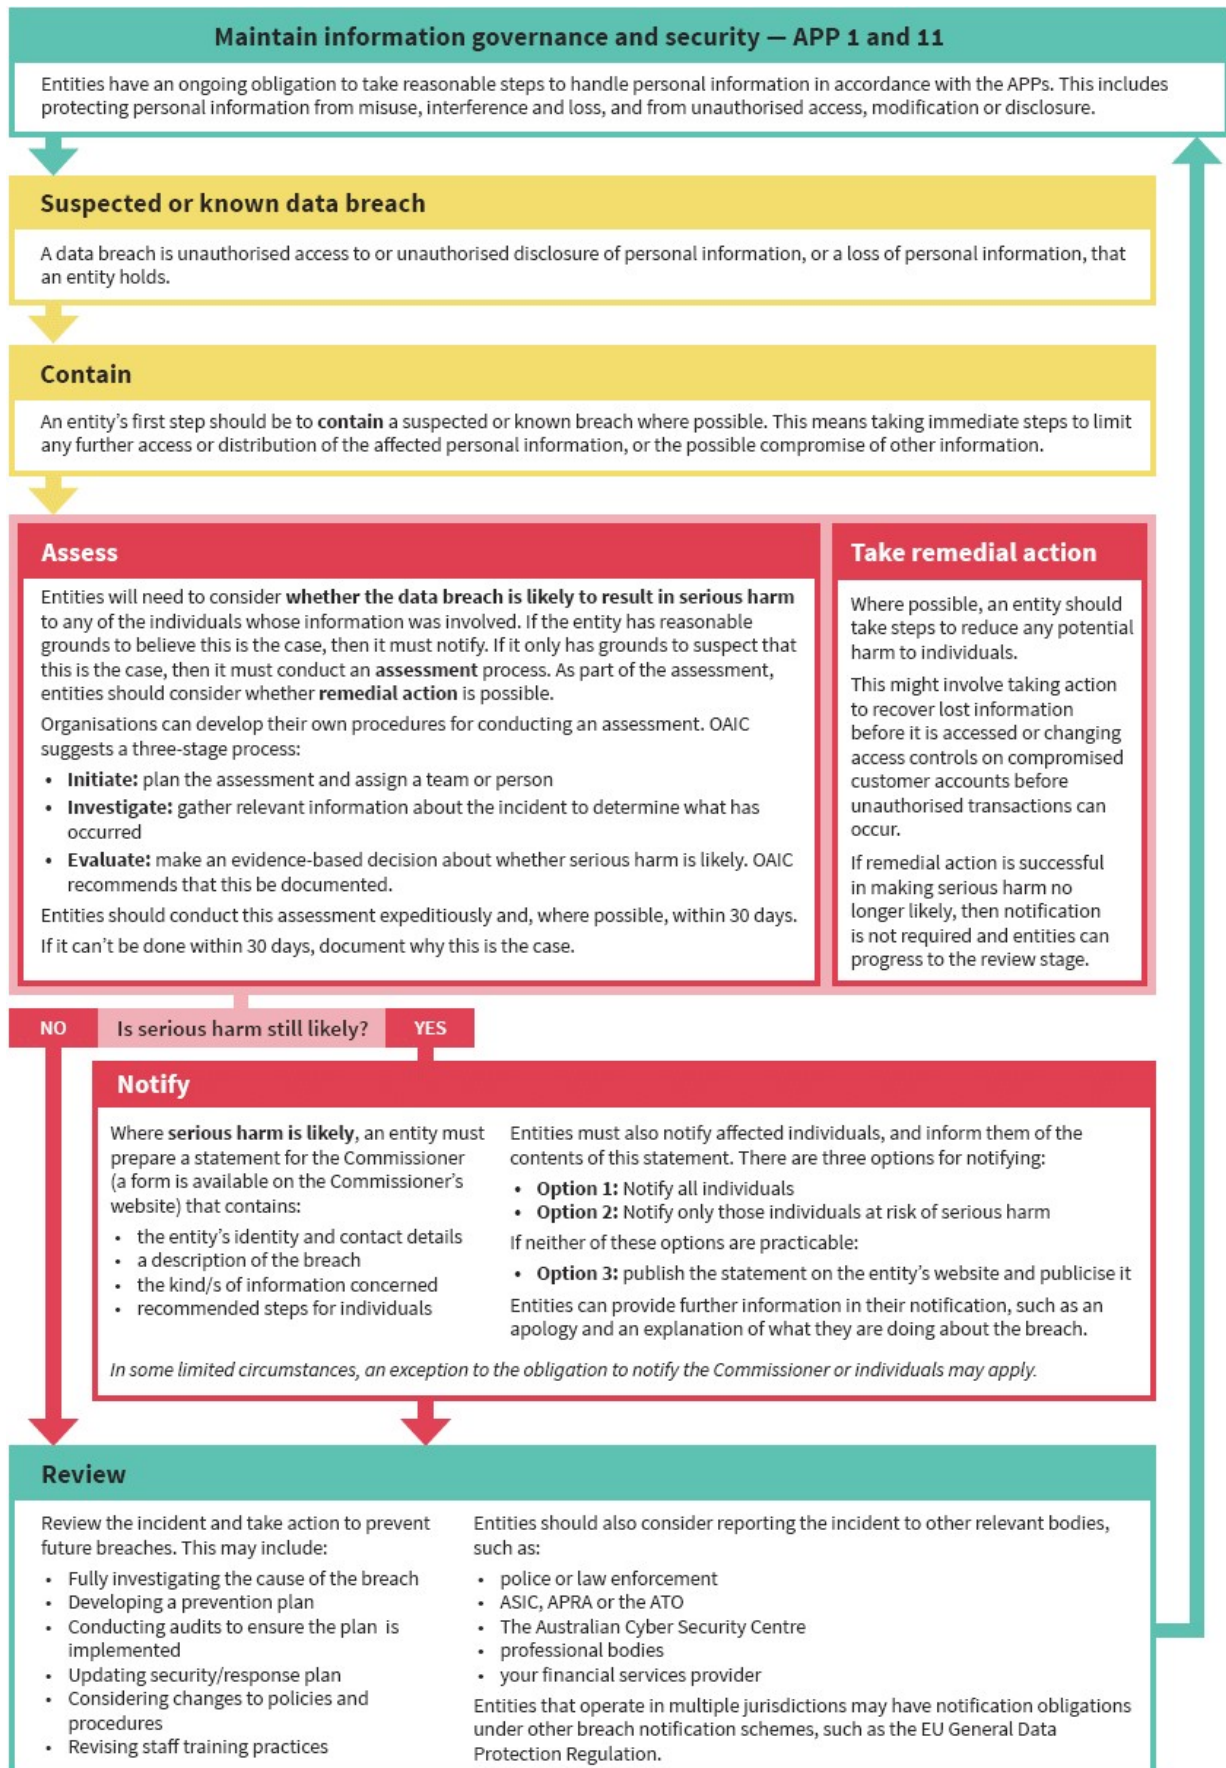 Maintain information governance and security — APP 1 and 11
Entities have an ongoing obligation to take reasonable steps to handle personal information in accordance with the APPs. This includes
protecting personal information from misuse, interference and loss, and from unauthorised access, modification or disclosure.
Suspected or known data breach
A data breach is unauthorised access to or unauthorised disclosure of personal information, or a loss of personal information, that
an entity holds.
Contain
An entity’s first step should be to contain a suspected or known breach where possible. This means taking immediate steps to limit
any further access or distribution of the affected personal information, or the possible compromise of other information.
Assess
Entities will need to consider whether the data breach is likely to result in serious harm
to any of the individuals whose information was involved. If the entity has reasonable
grounds to believe this is the case, then it must notify. If it only has grounds to suspect that
this is the case, then it must conduct an assessment process. As part of the assessment,
entities should consider whether remedial action is possible.
Organisations can develop their own procedures for conducting an assessment. OAIC
suggests a three-stage process:
• Initiate: plan the assessment and assign a team or person
• Investigate: gather relevant information about the incident to determine what has
occurred
• Evaluate: make an evidence-based decision about whether serious harm is likely. OAIC
recommends that this be documented.
Entities should conduct this assessment expeditiously and, where possible, within 30 days.
If it can’t be done within 30 days, document why this is the case.
Take remedial action
Where possible, an entity should
take steps to reduce any potential
harm to individuals.
This might involve taking action
to recover lost information
before it is accessed or changing
access controls on compromised
customer accounts before
unauthorised transactions can
occur.
If remedial action is successful
in making serious harm no
longer likely, then notification
is not required and entities can
progress to the review stage.
NO
Is serious harm still likely?
YES
Notify
Where serious harm is likely, an entity must
prepare a statement for the Commissioner
(a form is available on the Commissioner’s
website) that contains:
• the entity’s identity and contact details
• a description of the breach
• the kind/s of information concerned
• recommended steps for individuals
Entities must also notify affected individuals, and inform them of the
contents of this statement. There are three options for notifying:
• Option 1: Notify all individuals
• Option 2: Notify only those individuals at risk of serious harm
If neither of these options are practicable:
• Option 3: publish the statement on the entity’s website and publicise it
Entities can provide further information in their notification, such as an
apology and an explanation of what they are doing about the breach.
In some limited circumstances, an exception to the obligation to notify the Commissioner or individuals may apply.
Review
Review the incident and take action to prevent
future breaches. This may include:
• Fully investigating the cause of the breach
• Developing a prevention plan
• Conducting audits to ensure the plan is
implemented
• Updating security/response plan
• Considering changes to policies and
procedures
• Revising staff training practices
Entities should also consider reporting the incident to other relevant bodies,
such as:
• police or law enforcement
• ASIC, APRA or the ATO
• The Australian Cyber Security Centre
• professional bodies
• your financial services provider
Entities that operate in multiple jurisdictions may have notification obligations
under other breach notification schemes, such as the EU General Data
Protection Regulation.